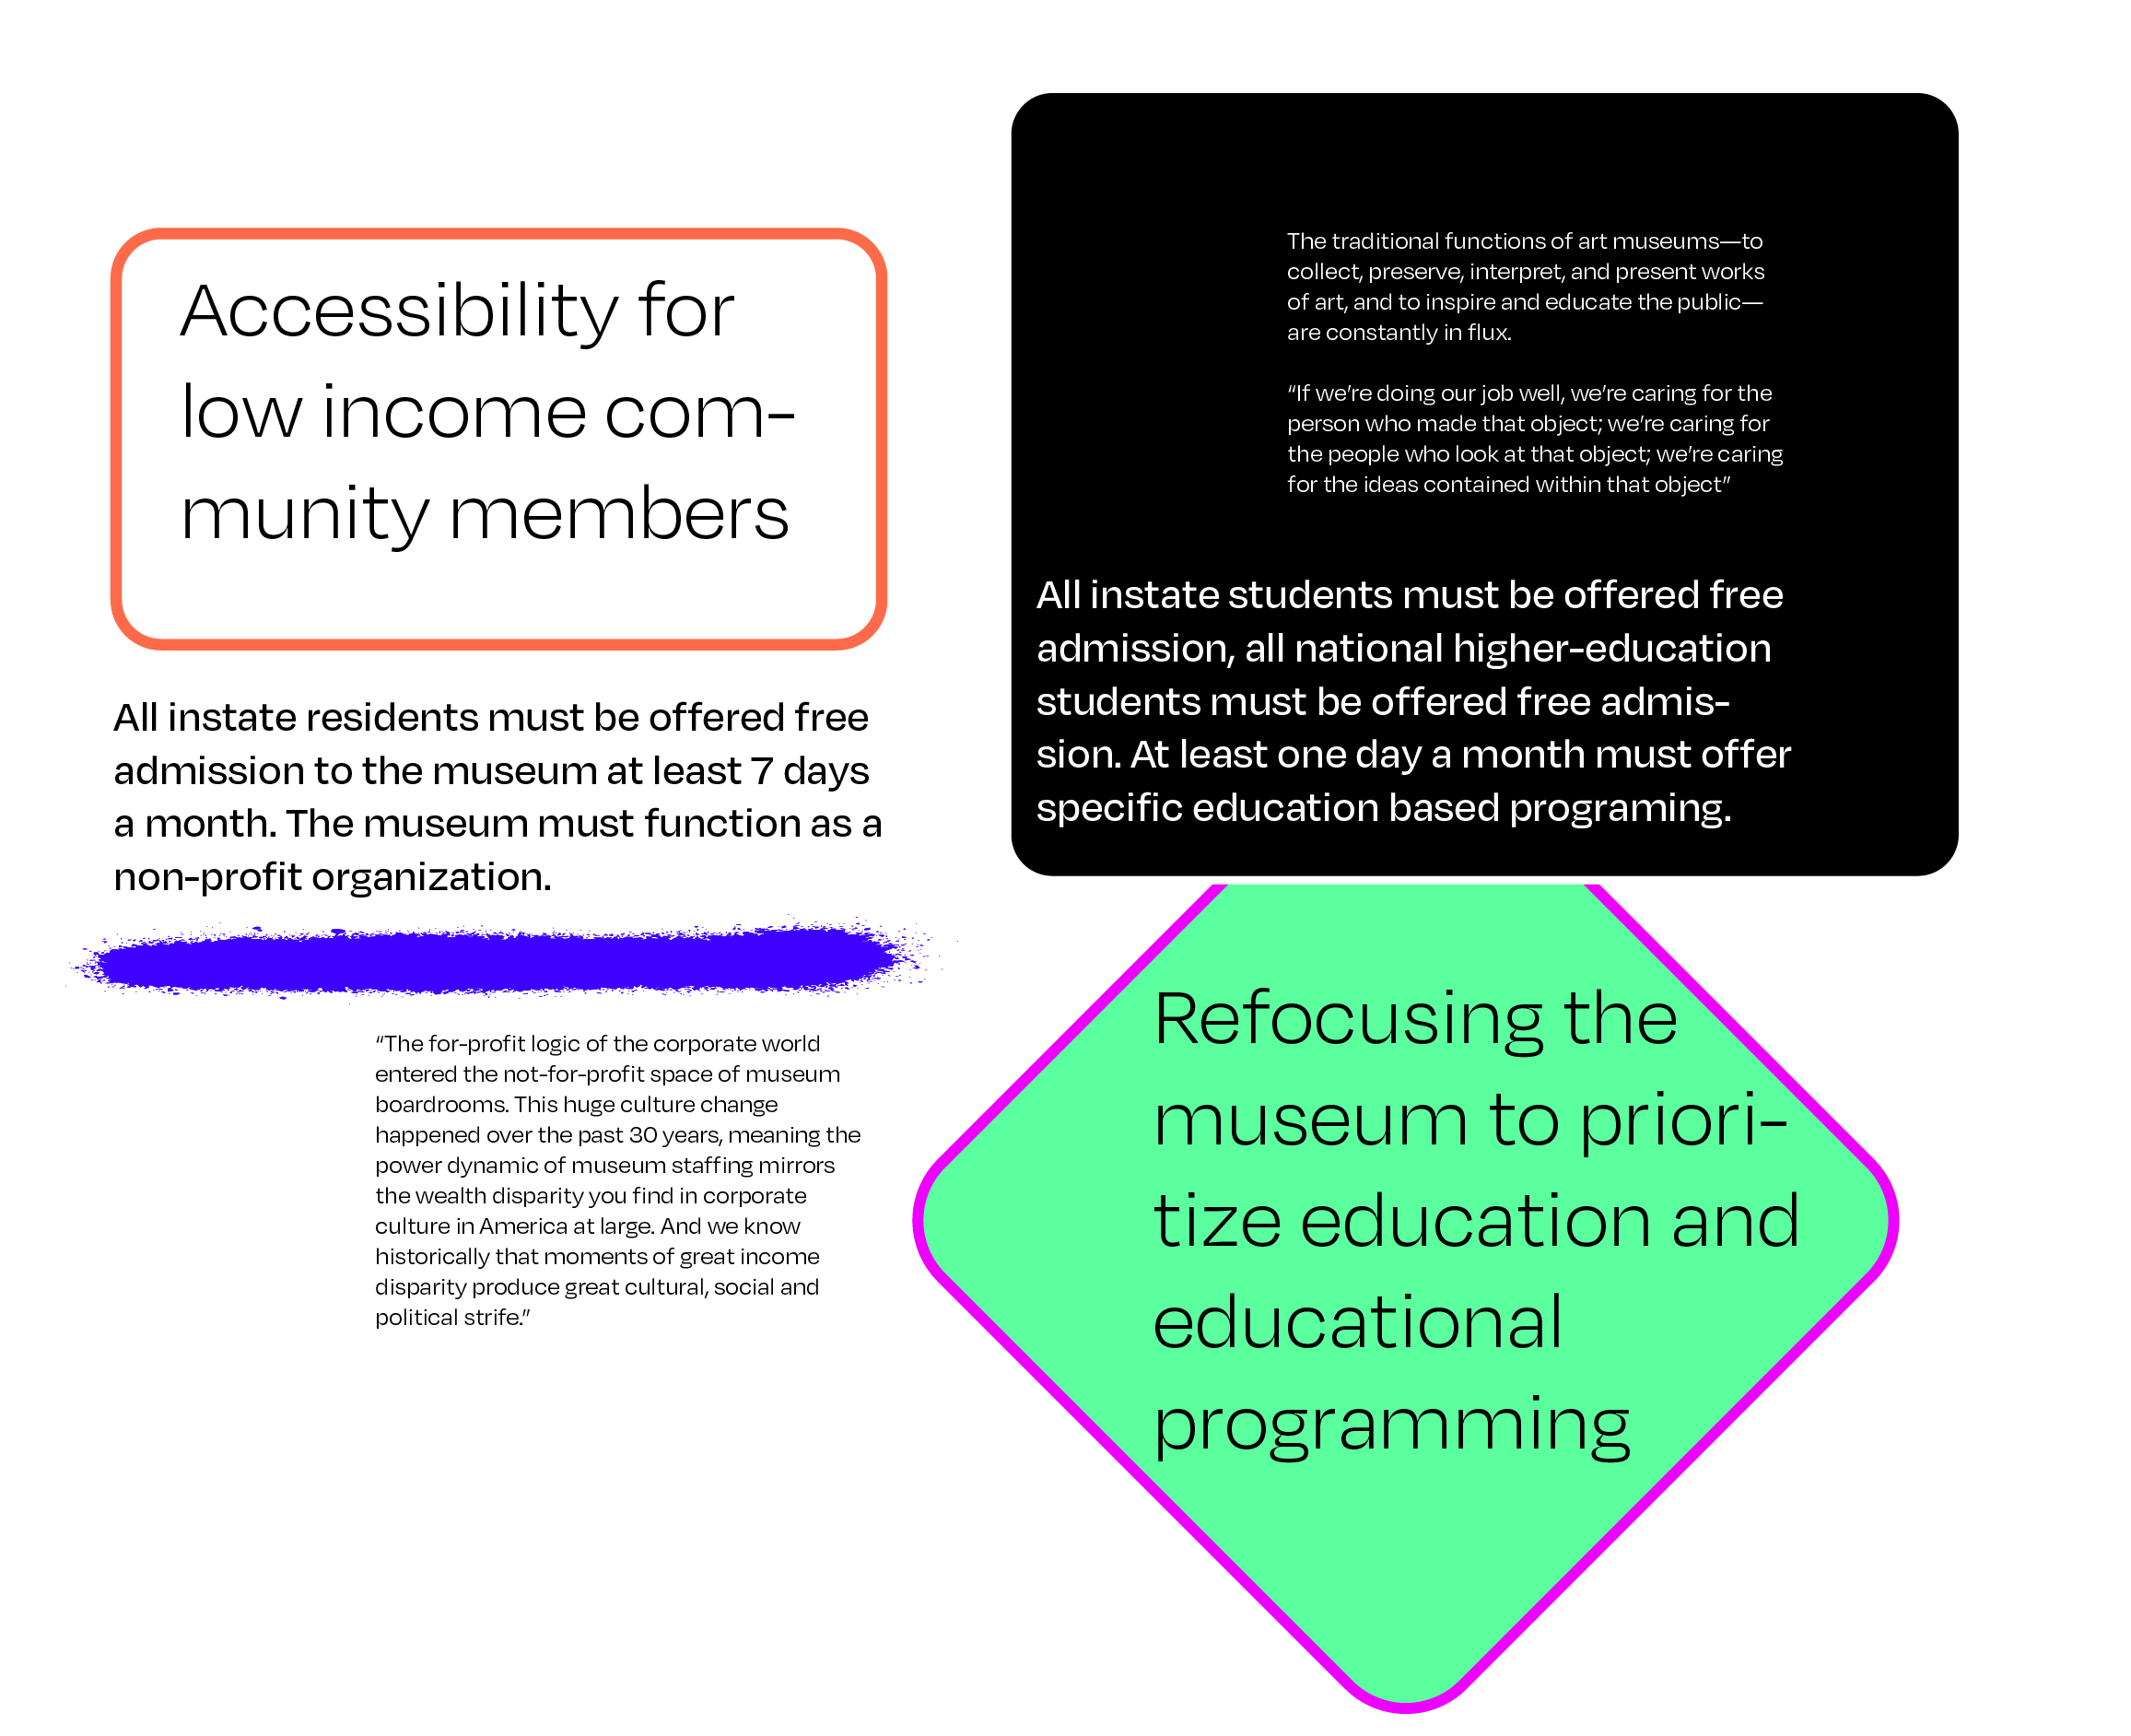 Accessibility for
low income com-
munity members
All instate residents must be offered free
admission to the museum at least 7 days
a month. The museum must function as a
non-profit organization.
“The for-profit logic of the corporate world
entered the not-for-profit space of museum
boardrooms. This huge culture change
happened over the past 30 years, meaning the
power dynamic of museum staffing mirrors
the wealth disparity you find in corporate
culture in America at large. And we know
historically that moments of great income
disparity produce great cultural, social and
political strife.”
The traditional functions of art museums—to
collect, preserve, interpret, and present works
of art, and to inspire and educate the public—
are constantly in flux.
“If we’re doing our job well, we’re caring for the
person who made that object; we’re caring for
the people who look at that object; we’re caring
for the ideas contained within that object”
All instate students must be offered free
admission, all national higher-education
students must be offered free admis-
sion. At least one day a month must offer
specific education based programing.
Refocusing the
museum to priori-
tize education and
educational
programming